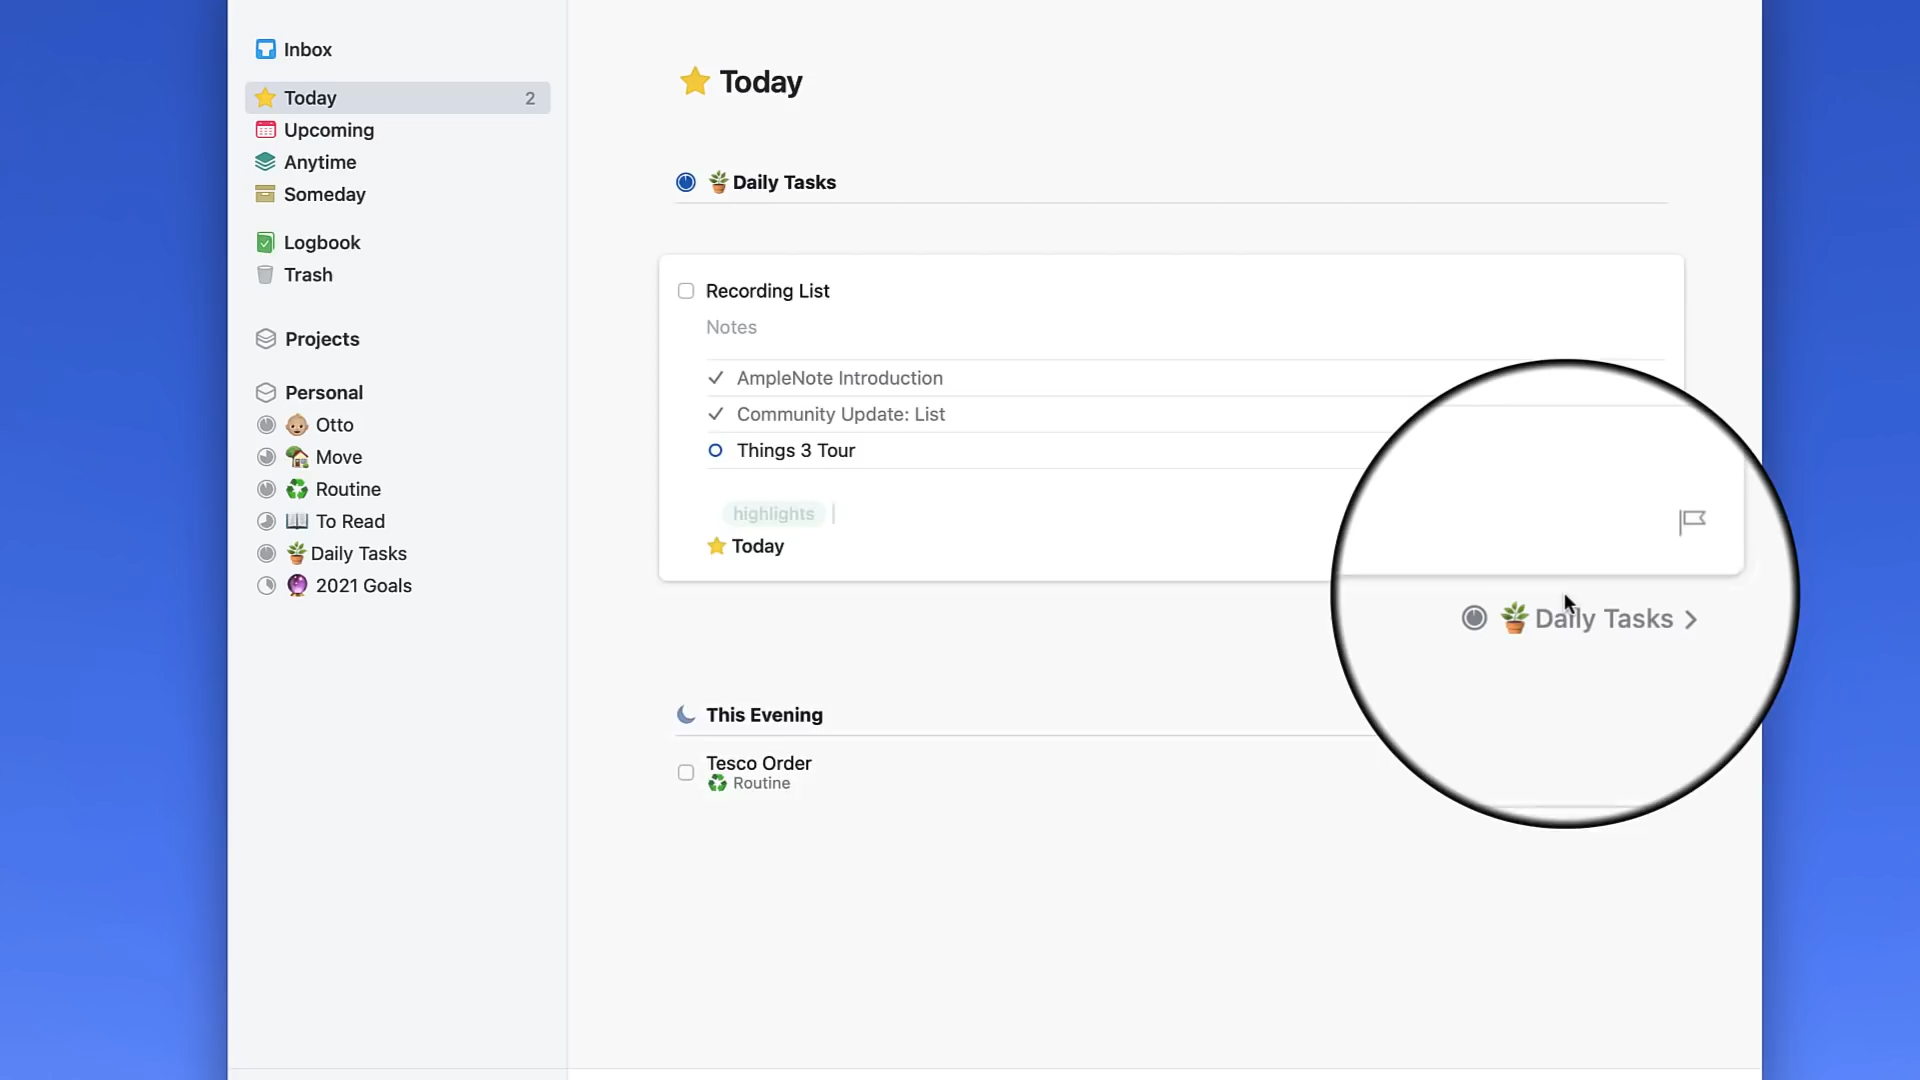 Inbox
Today 2
Upcoming
Anytime
Someday
Logbook
Trash
Projects
Personal
Otto
Move
Routine
To Read
Daily Tasks
2021 Goals
Today
Daily Tasks
Recording List
Notes
AmpleNote Introduction
Community Update: List
Things 3 Tour
highlights
Today
Daily Tasks
This Evening
Tesco Order
Routine